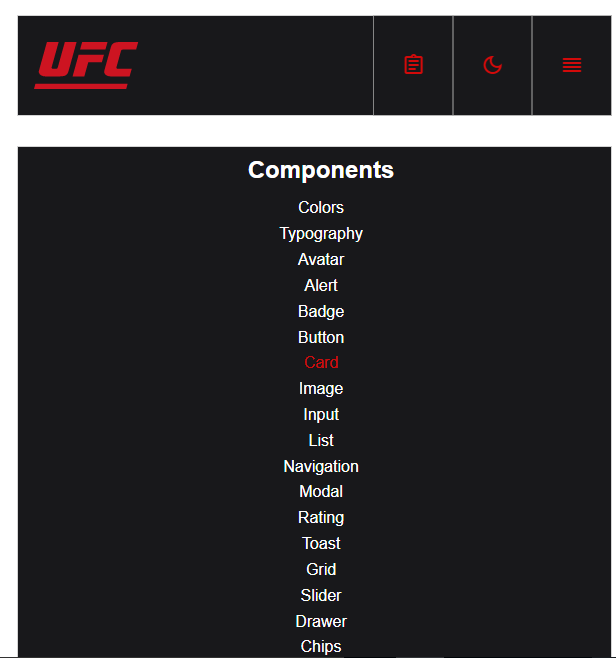 UFC
Components
Colors
Typography
Avatar
Alert
Badge
Button
Card
Image
Input
List
Navigation
Modal
Rating
Toast
Grid
Slider
Drawer
Chips